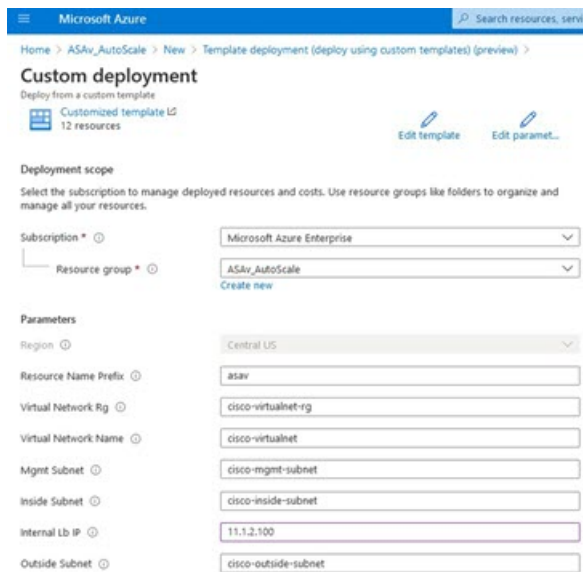 Microsoft Azure
Search resources, servi
Home > ASAv_AutoScale > New > Template deployment (deploy using custom templates) (preview) >
Custom deployment
Deploy from a custom template
Customized template
12 resources
Edit template
Edit paramet...
Deployment scope
Select the subscription to manage deployed resources and costs. Use resource groups like folders to organize and
manage all your resources.
Subscription *
Microsoft Azure Enterprise
Resource group *
ASAv_AutoScale
Create new
Parameters
Region
Central US
Resource Name Prefix
asav
Virtual Network Rg
cisco-virtualnet-rg
Virtual Network Name
cisco-virtualnet
Mgmt Subnet
cisco-mgmt-subnet
Inside Subnet
cisco-inside-subnet
Internal Lb IP
11.1.2.100
Outside Subnet
cisco-outside-subnet